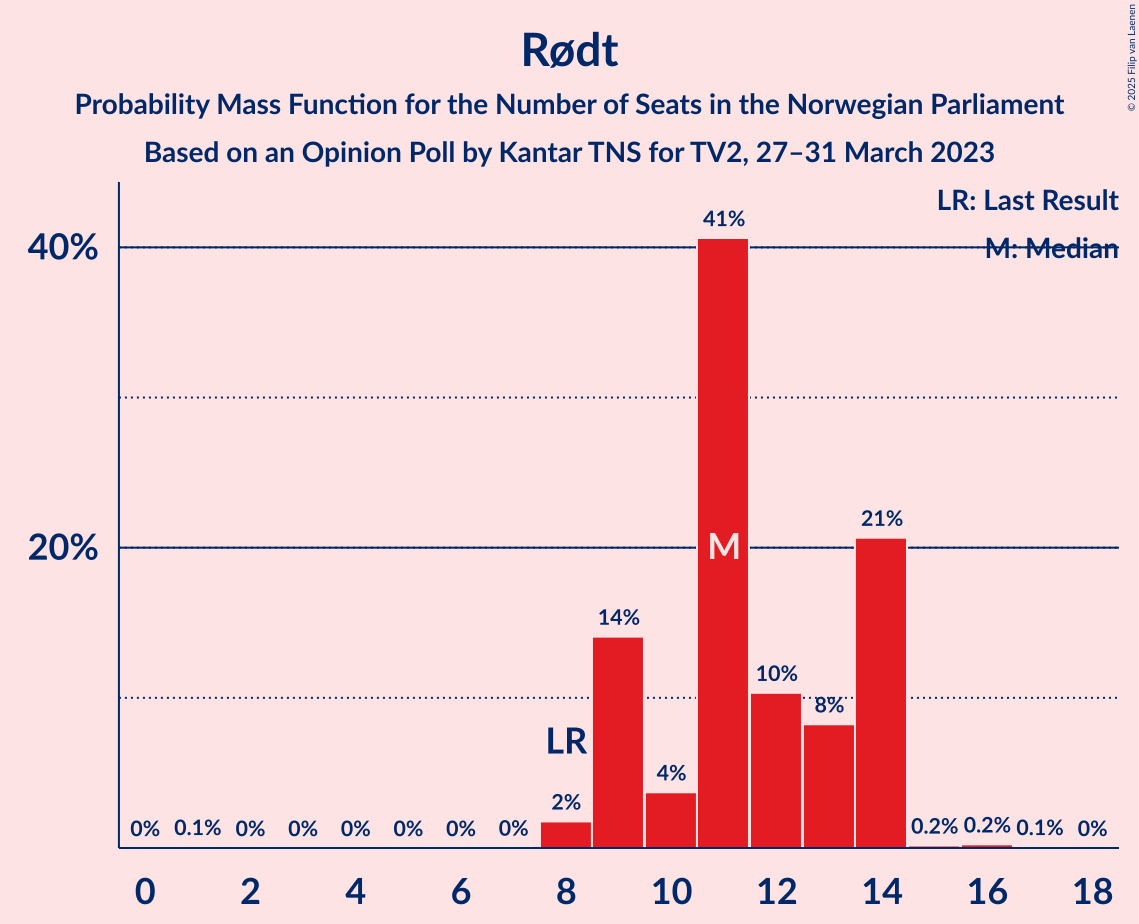 © 2025 Filip van Laenen
Rødt
Probability Mass Function for the Number of Seats in the Norwegian Parliament
Based on an Opinion Poll by Kantar TNS for TV2, 27–31 March 2023
LR: Last Result
M: Median
40%
20%
41%
21%
14%
10%
8%
4%
2%
LR
M
0% 0.1% 0% 0% 0% 0% 0% 0% 0.2% 0.2% 0.1% 0%
0 2 4 6 8 10 12 14 16 18